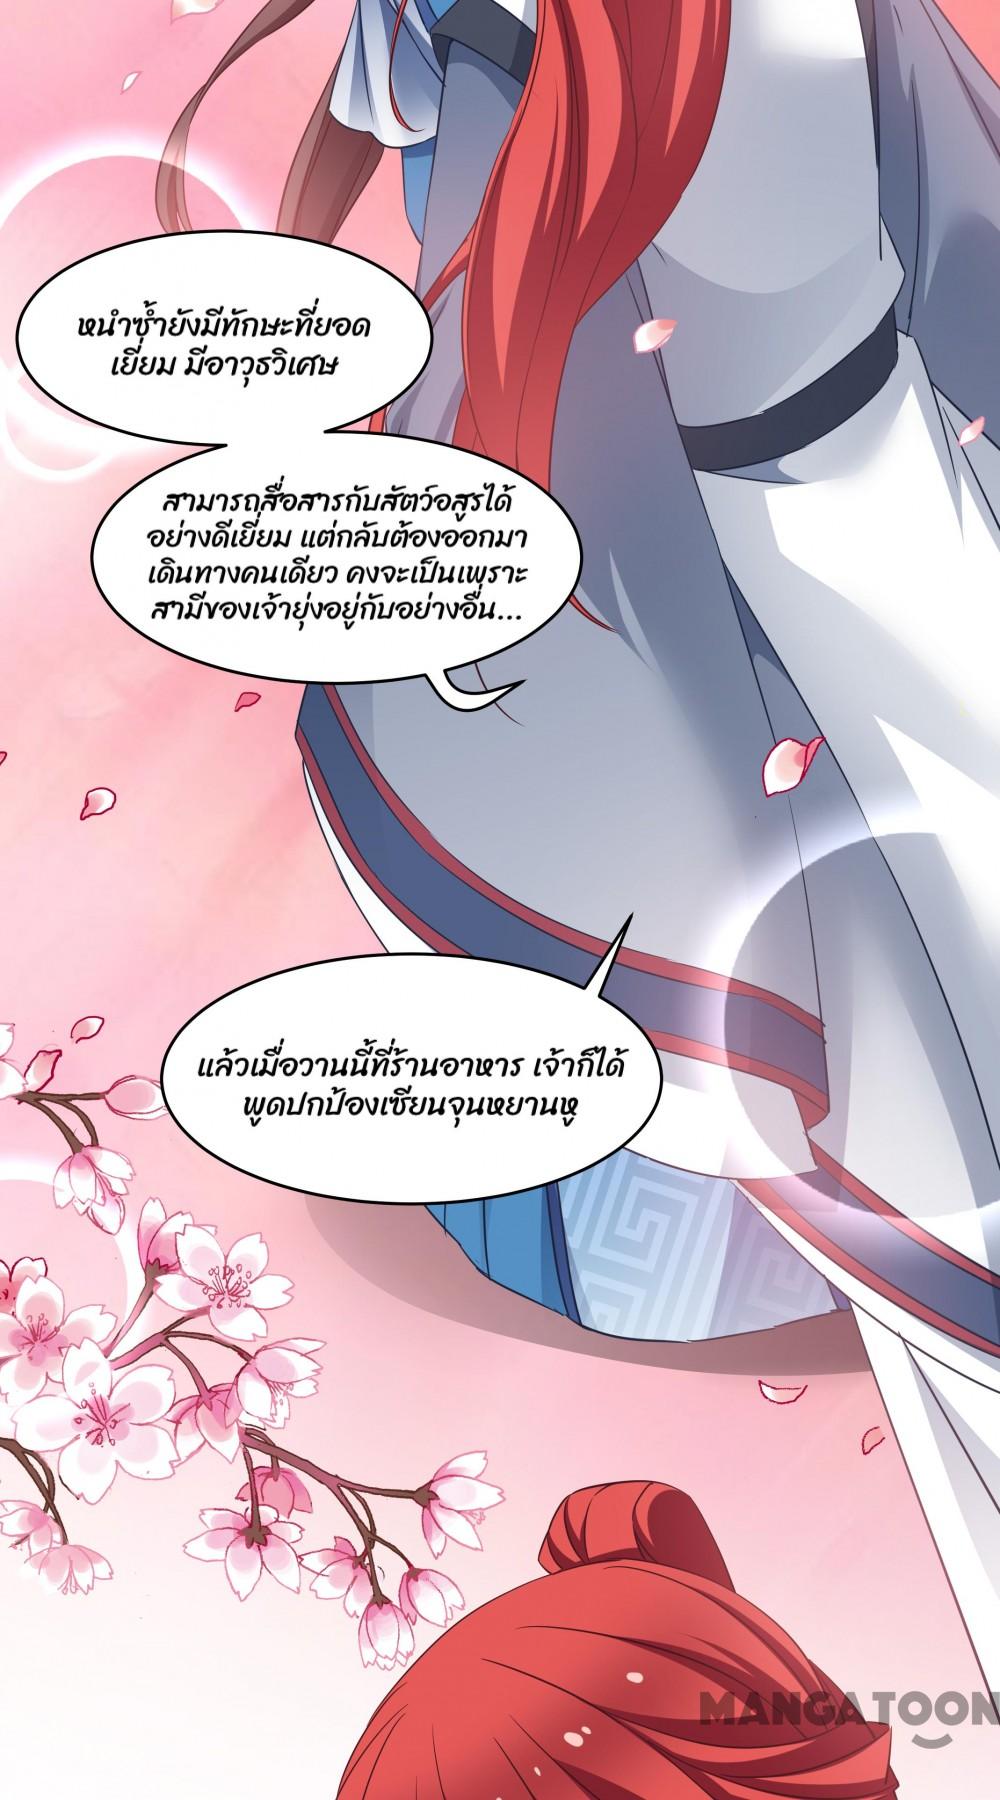 หนำซ้ำยังมีทักษะที่ยอด
เยี่ยม มีอาวุธวิเศษ
สามารถสื่อสารกับสัตว์อสูรได้
อย่างดีเยี่ยม แต่กลับต้องออกมา
เดินทางคนเดียว คงจะเป็นเพราะ
สามีของเจ้ายุ่งอยู่กับอย่างอื่น...
แล้วเมื่อวานนี้ที่ร้านอาหาร เจ้าก็ได้
พูดปกป้องเซียนจุนหยานหู
MANGATOON